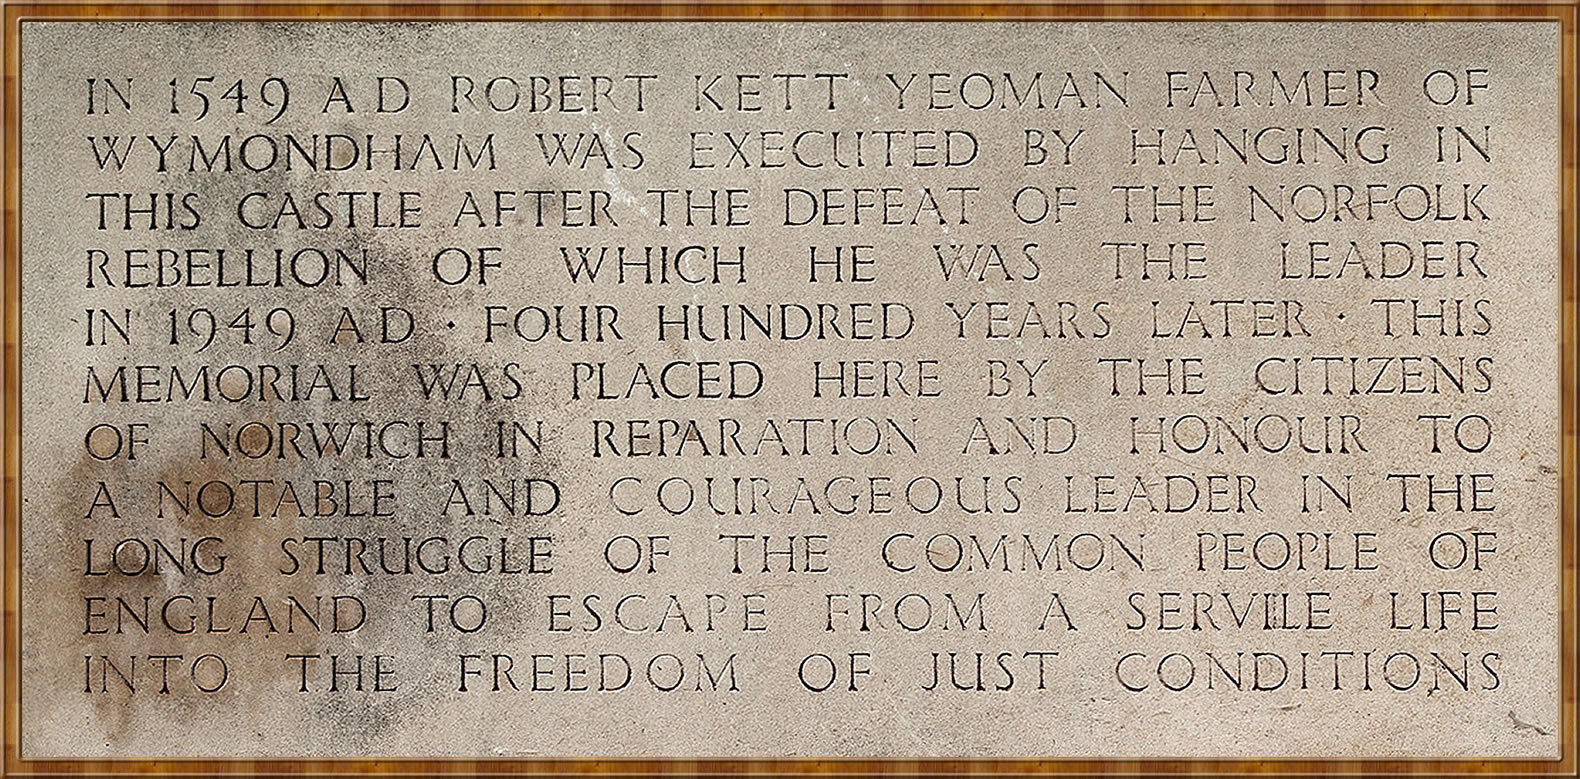 IN 1549 AD ROBERT KETT YEOMAN FARMER OF
WYMONDHAM WAS EXECUTED BY HANGING IN
THIS CASTLE AFTER THE DEFEAT OF THE NORFOLK
REBELLION OF WHICH HE WAS THE LEADER
IN 1949 AD · FOUR HUNDRED YEARS LATER · THIS
MEMORIAL WAS PLACED HERE BY THE CITIZENS
OF NORWICH IN REPARATION AND HONOUR TO
A NOTABLE AND COURAGEOUS LEADER IN THE
LONG STRUGGLE OF THE COMMON PEOPLE OF
ENGLAND TO ESCAPE FROM A SERVILE LIFE
INTO THE FREEDOM OF JUST CONDITIONS